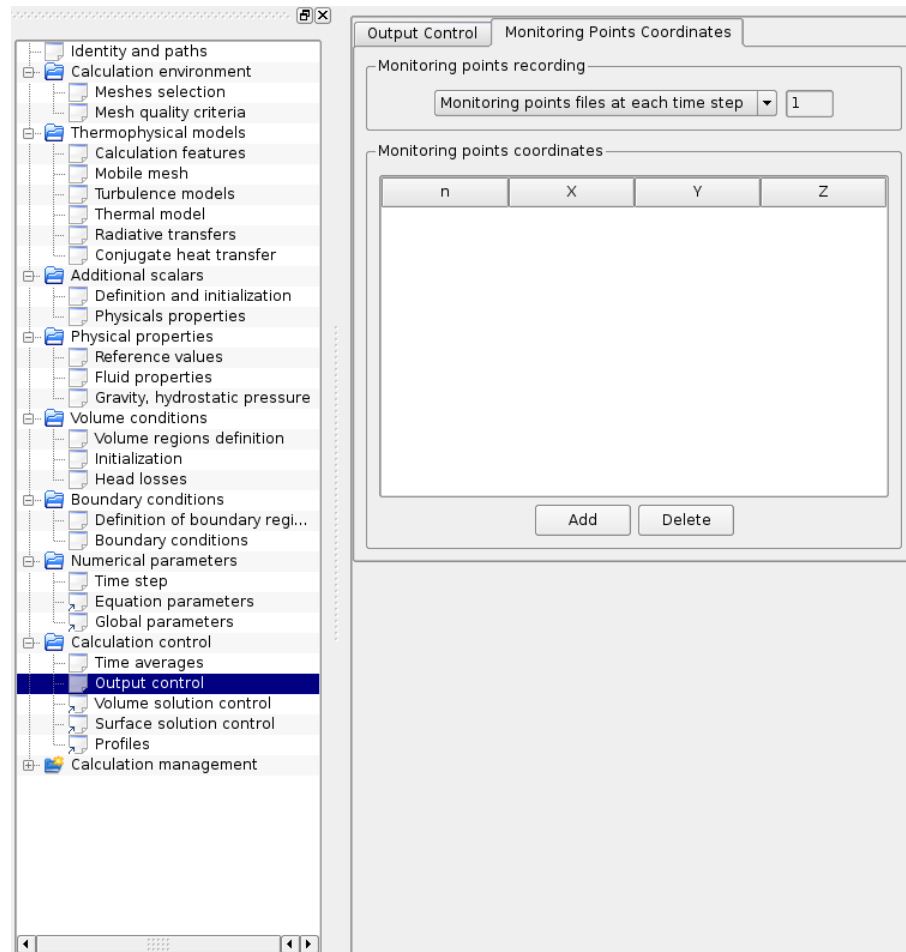 Identity and paths
Calculation environment
Meshes selection
Mesh quality criteria
Thermophysical models
Calculation features
Mobile mesh
Turbulence models
Thermal model
Radiative transfers
Conjugate heat transfer
Additional scalars
Definition and initialization
Physicals properties
Physical properties
Reference values
Fluid properties
Gravity, hydrostatic pressure
Volume conditions
Volume regions definition
Initialization
Head losses
Boundary conditions
Definition of boundary regi...
Boundary conditions
Numerical parameters
Time step
Equation parameters
Global parameters
Calculation control
Time averages
Output control
Volume solution control
Surface solution control
Profiles
Calculation management
Output Control Monitoring Points Coordinates
Monitoring points recording
Monitoring points files at each time step 1
Monitoring points coordinates
n X Y Z
Add Delete